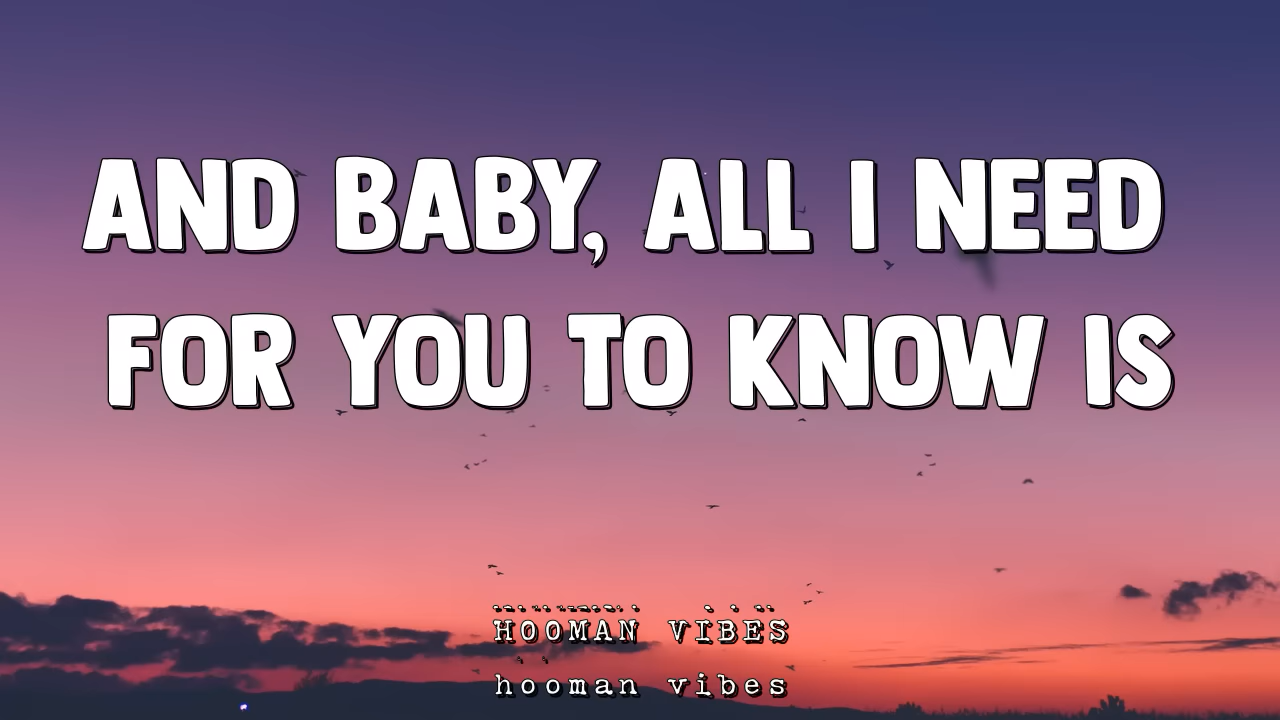 AND BABY, ALL I NEED
FOR YOU TO KNOW IS
HOOMAN VIBES
hooman vibes